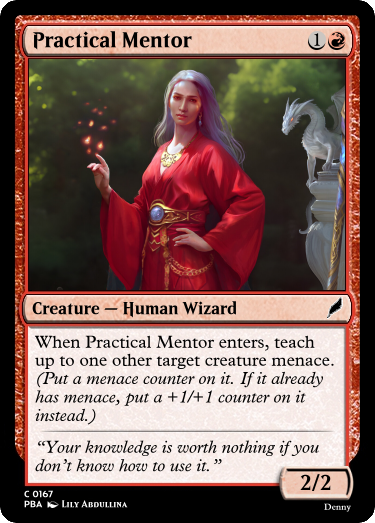 Practical Mentor 1
Creature — Human Wizard
When Practical Mentor enters, teach
up to one other target creature menace.
(Put a menace counter on it. If it already
has menace, put a +1/+1 counter on it
instead.)
“Your knowledge is worth nothing if you
don’t know how to use it.”
2/2
C 0167
PBA Lily Abdullina
Denny